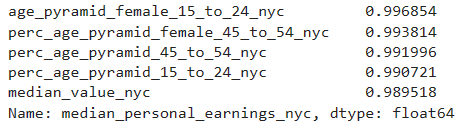 age_pyramid_female_15_to_24_nyc 0.996854
perc_age_pyramid_female_45_to_54_nyc 0.993814
perc_age_pyramid_45_to_54_nyc 0.991996
perc_age_pyramid_15_to_24_nyc 0.990721
median_value_nyc 0.989518
Name: median_personal_earnings_nyc, dtype: float64